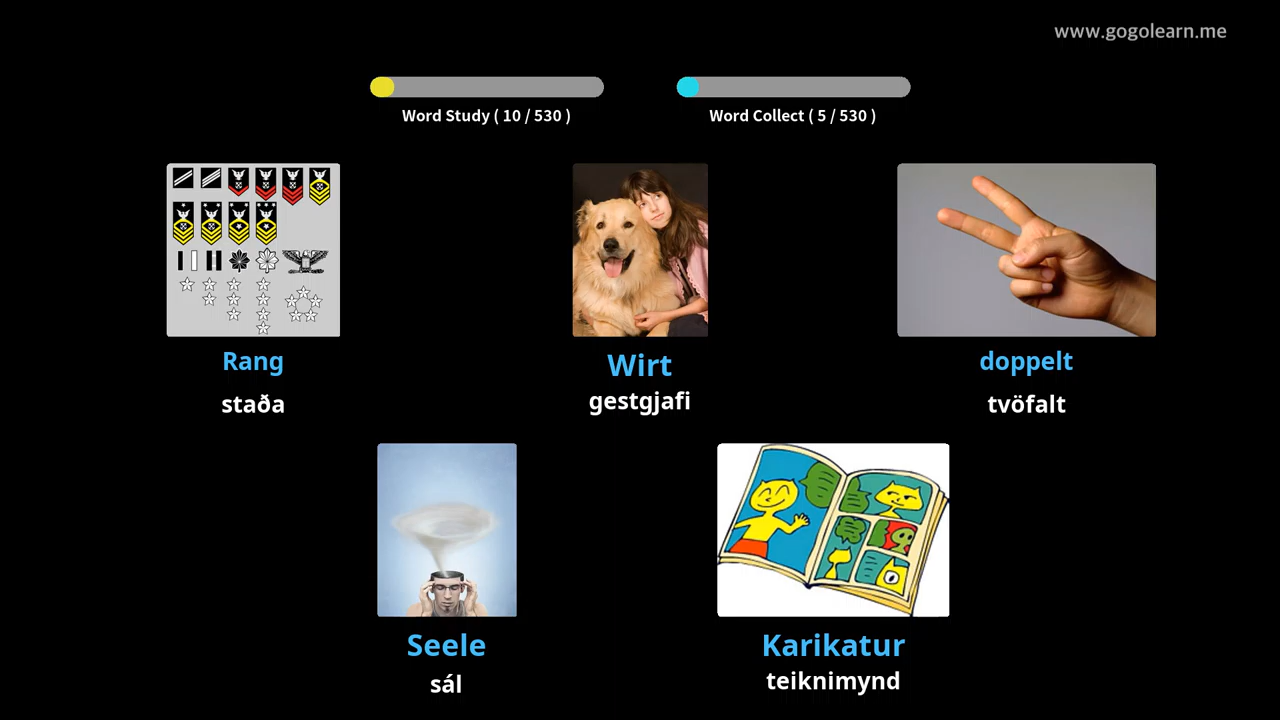 www.gogolearn.me
Word Study ( 10 / 530 )
Word Collect ( 5 / 530 )
Rang
staða
Wirt
gestgjafi
doppelt
tvöfalt
Seele
sál
Karikatur
teiknimynd